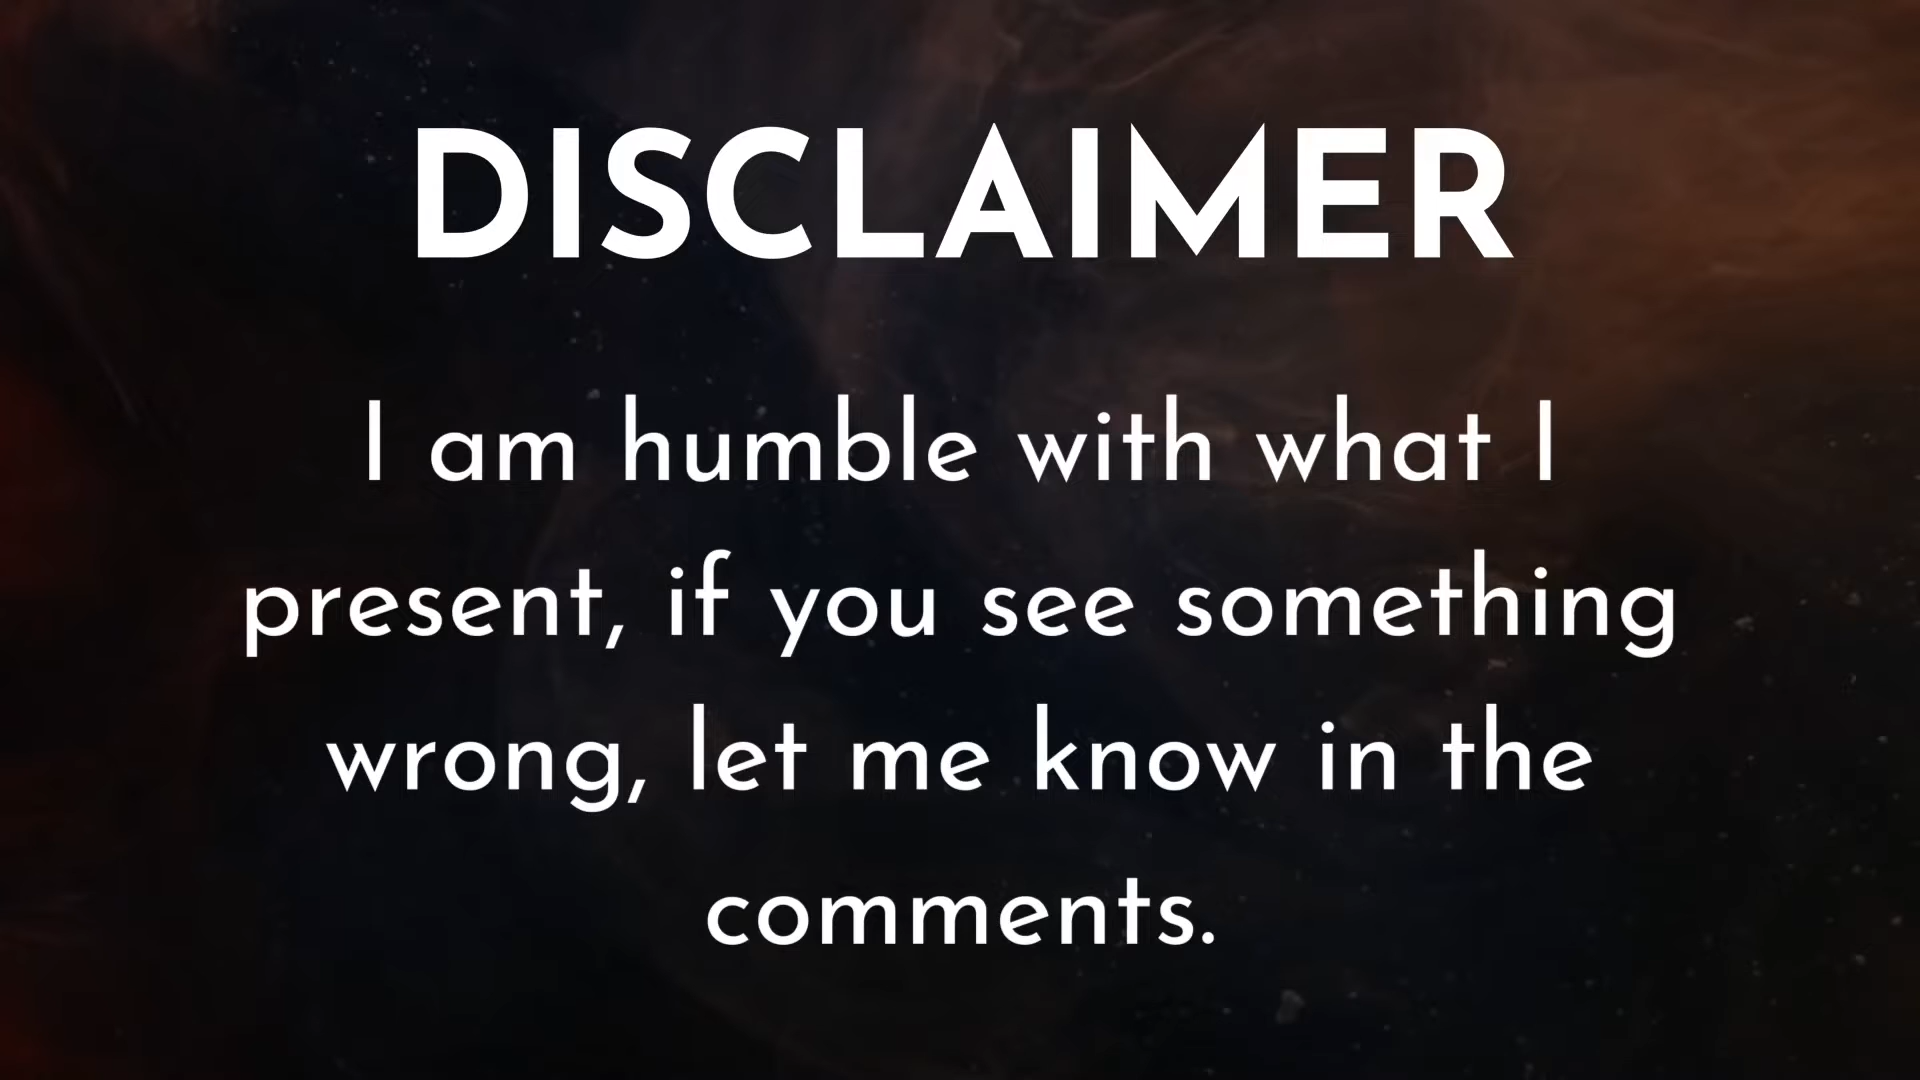 DISCLAIMER
I am humble with what I
present, if you see something
wrong, let me know in the
comments.